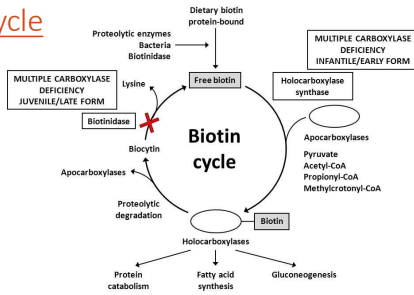 ycle
Dietary biotin
protein-bound
Proteolytic enzymes
Bacteria
Biotinidase
MULTIPLE CARBOXYLASE
DEFICIENCY
INFANTILE/EARLY FORM
MULTIPLE CARBOXYLASE
DEFICIENCY
JUVENILE/LATE FORM
Lysine
Free biotin
Holocarboxylase
synthase
Biotinidase
Biocytin
Biotin
cycle
Apocarboxylases
Pyruvate
Acetyl-CoA
Propionyl-CoA
Methylcrotonyl-CoA
Apocarboxylases
Proteolytic
degradation
Biotin
Holocarboxylases
Protein
catabolism
Fatty acid
synthesis
Gluconeogenesis